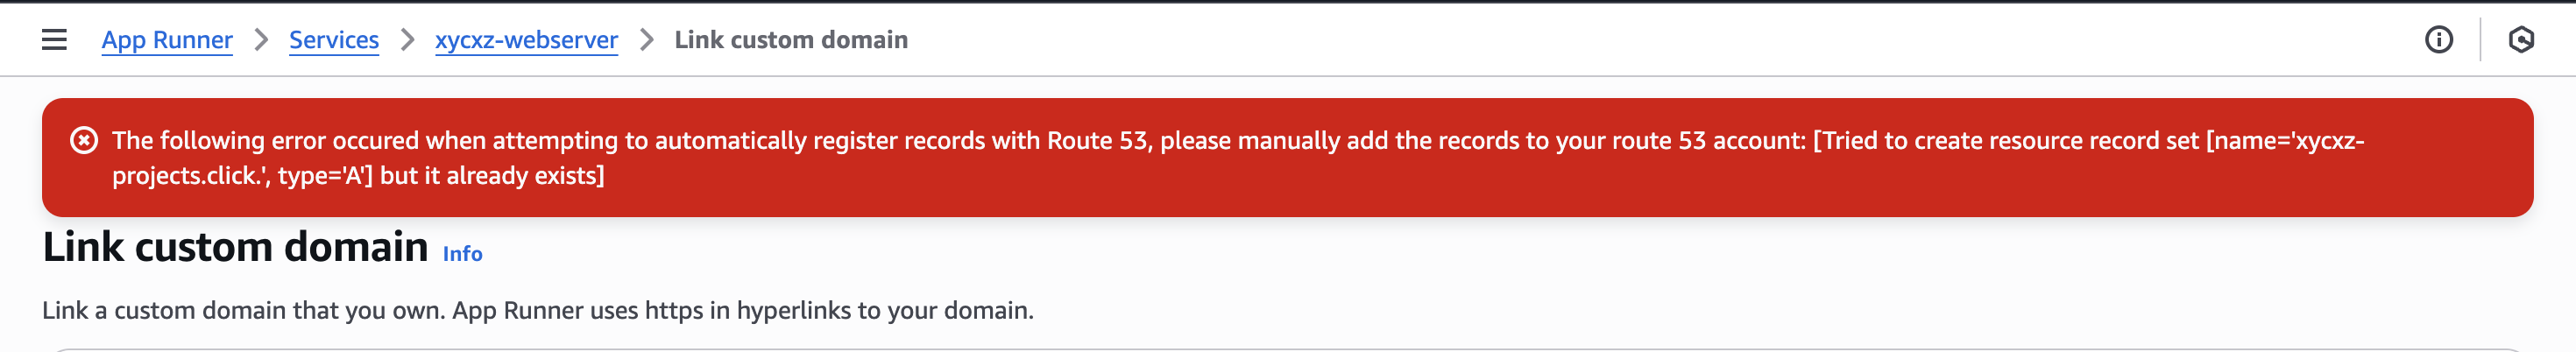 App Runner > Services > xycxz-webserver > Link custom domain
The following error occured when attempting to automatically register records with Route 53, please manually add the records to your route 53 account: [Tried to create resource record set [name='xycxz-
projects.click.', type='A'] but it already exists]
Link custom domain Info
Link a custom domain that you own. App Runner uses https in hyperlinks to your domain.